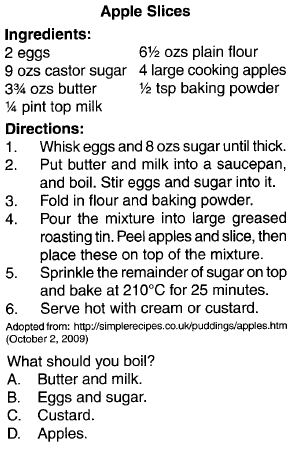 Apple Slices
Ingredients:
2 eggs 6½ ozs plain flour
9 ozs castor sugar 4 large cooking apples
3¾ ozs butter ½ tsp baking powder
¼ pint top milk
Directions:
1. Whisk eggs and 8 ozs sugar until thick.
2. Put butter and milk into a saucepan,
and boil. Stir eggs and sugar into it.
3. Fold in flour and baking powder.
4. Pour the mixture into large greased
roasting tin. Peel apples and slice, then
place these on top of the mixture.
5. Sprinkle the remainder of sugar on top
and bake at 210°C for 25 minutes.
6. Serve hot with cream or custard.
Adopted from: http://simplerecipes.co.uk/puddings/apples.htm
(October 2, 2009)
What should you boil?
A. Butter and milk.
B. Eggs and sugar.
C. Custard.
D. Apples.